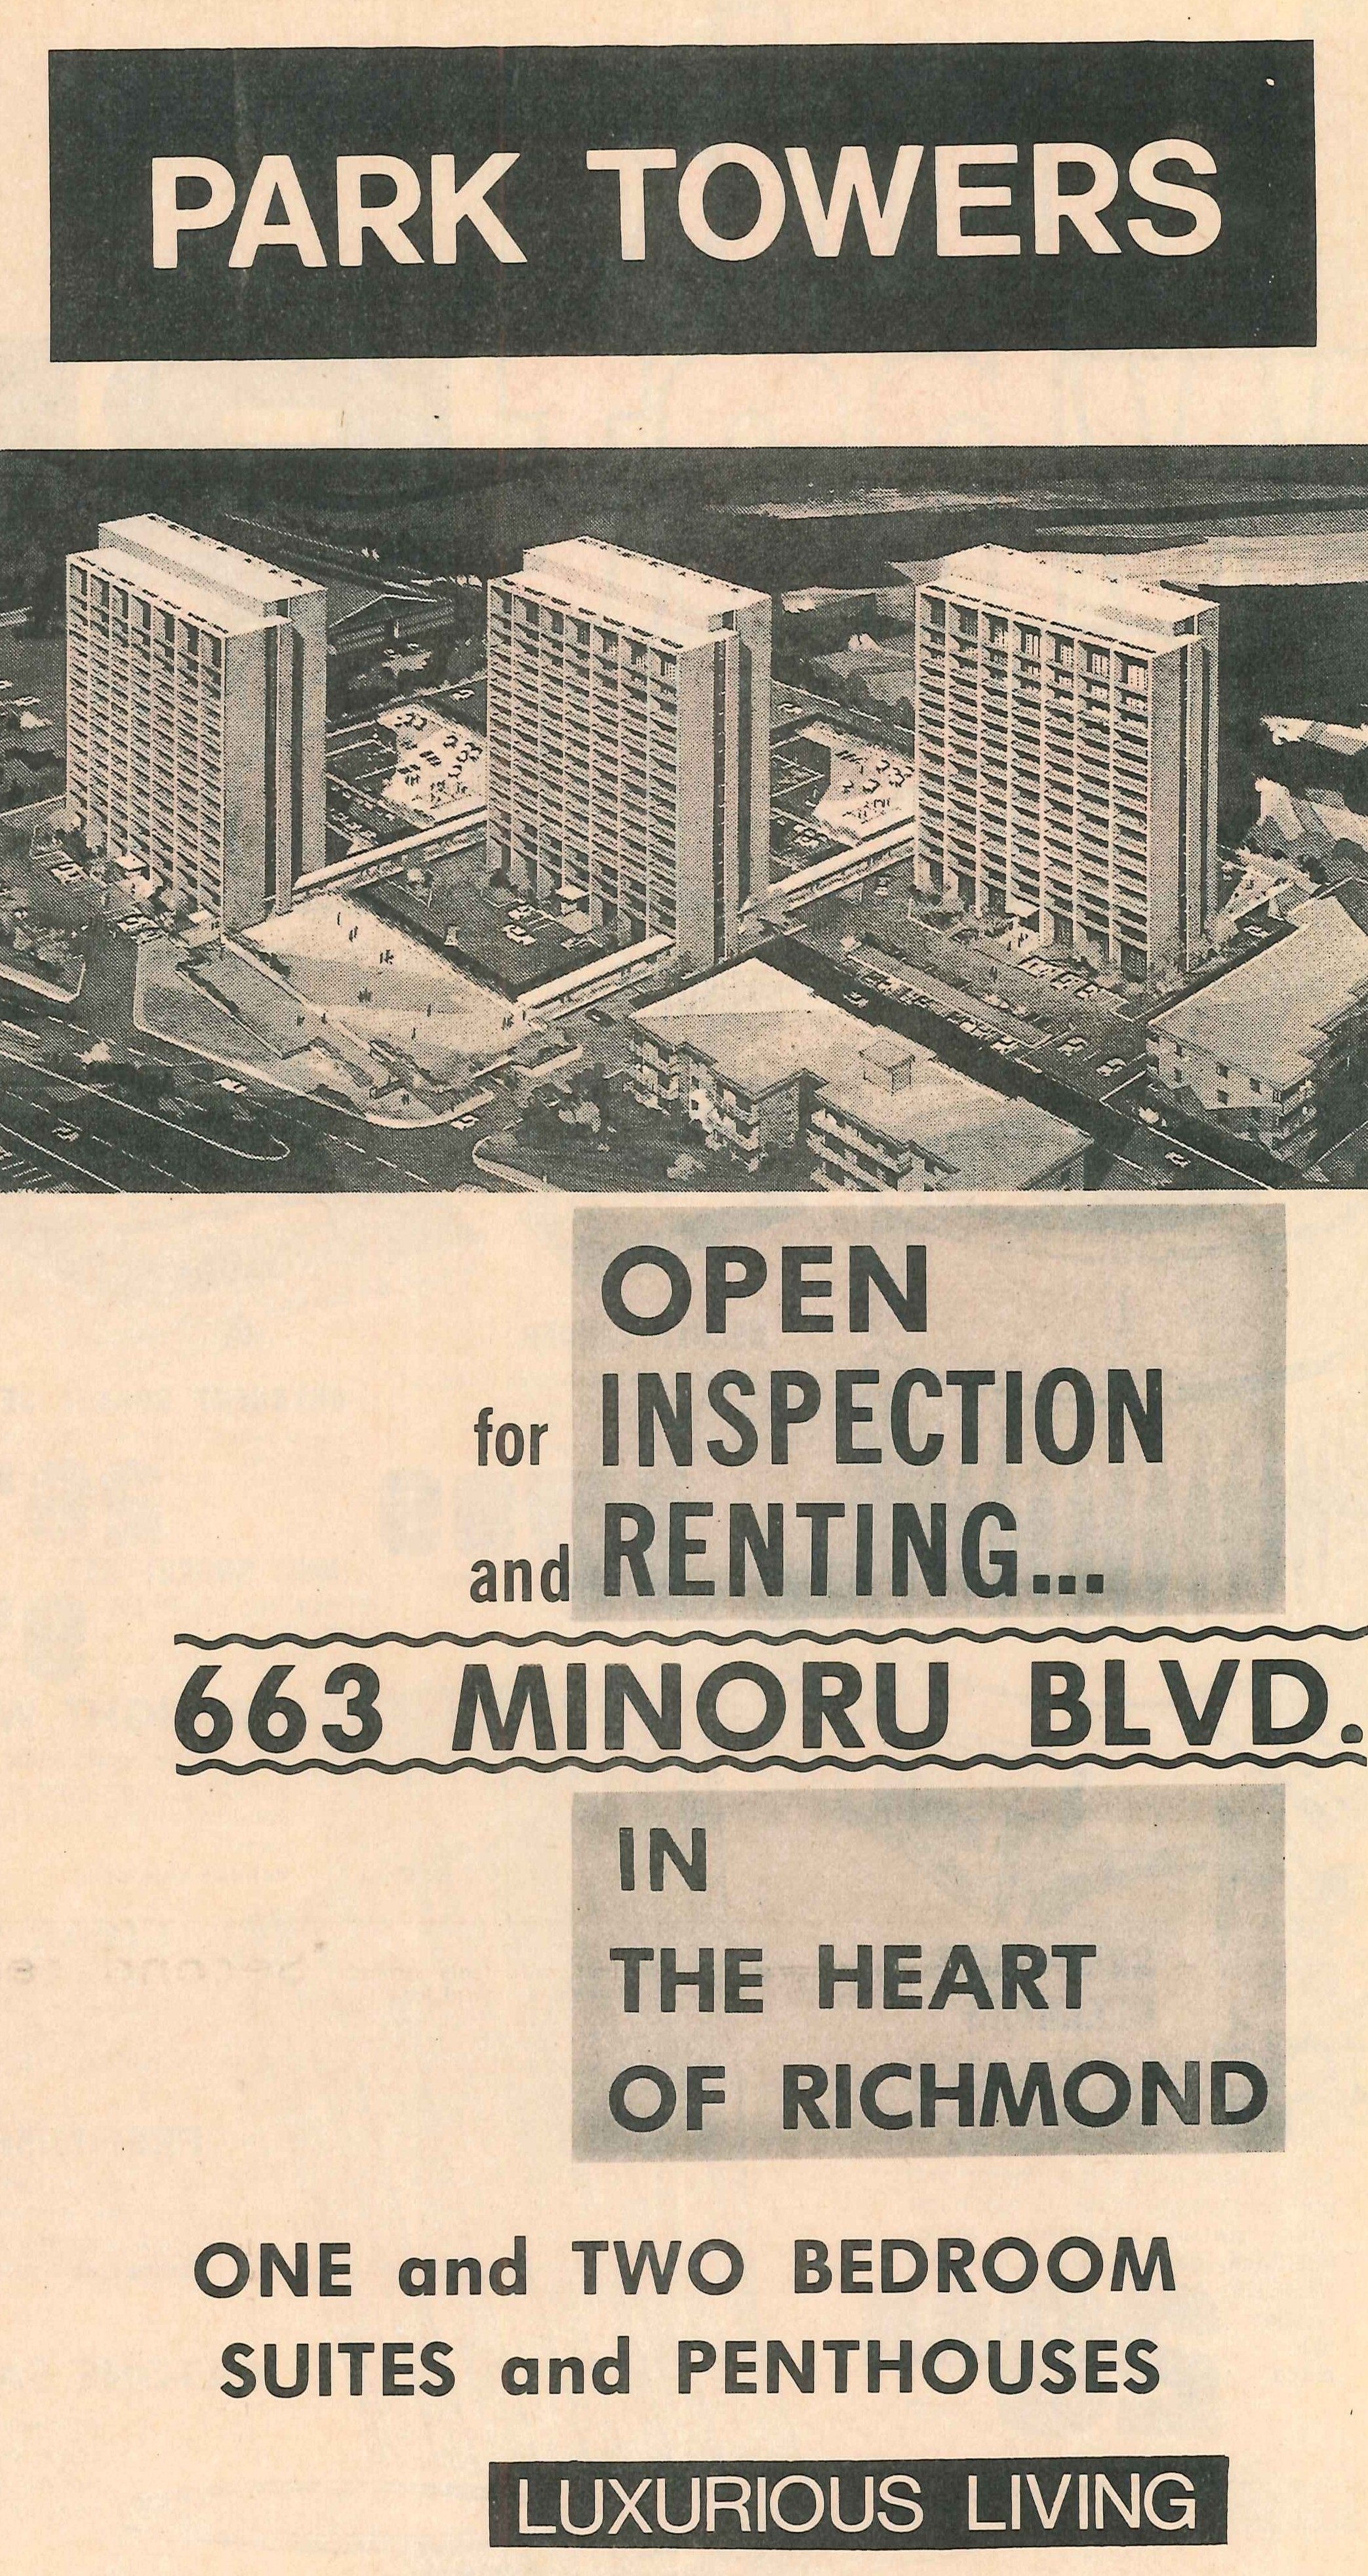 PARK TOWERS
OPEN
for INSPECTION
and RENTING...
663 MINORU BLVD.
IN
THE HEART
OF RICHMOND
ONE and TWO BEDROOM
SUITES and PENTHOUSES
LUXURIOUS LIVING